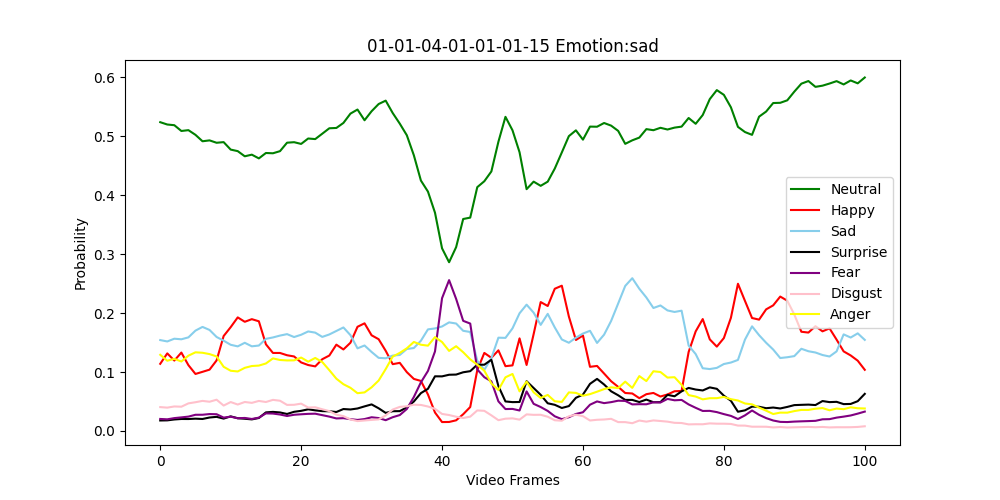 01-01-04-01-01-01-15 Emotion:sad
Probability
0.6
0.5
0.4
0.3
0.2
0.1
0.0
Neutral
Happy
Sad
Surprise
Fear
Disgust
Anger
0 20 40 60 80 100
Video Frames